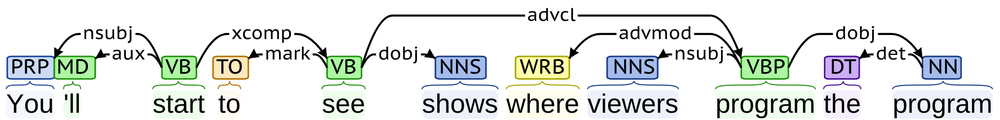 advcl
nsubj xcomp advmod dobj
aux mark dobj nsubj det
PRP MD VB TO VB NNS WRB NNS VBP DT NN
You 'll start to see shows where viewers program the program